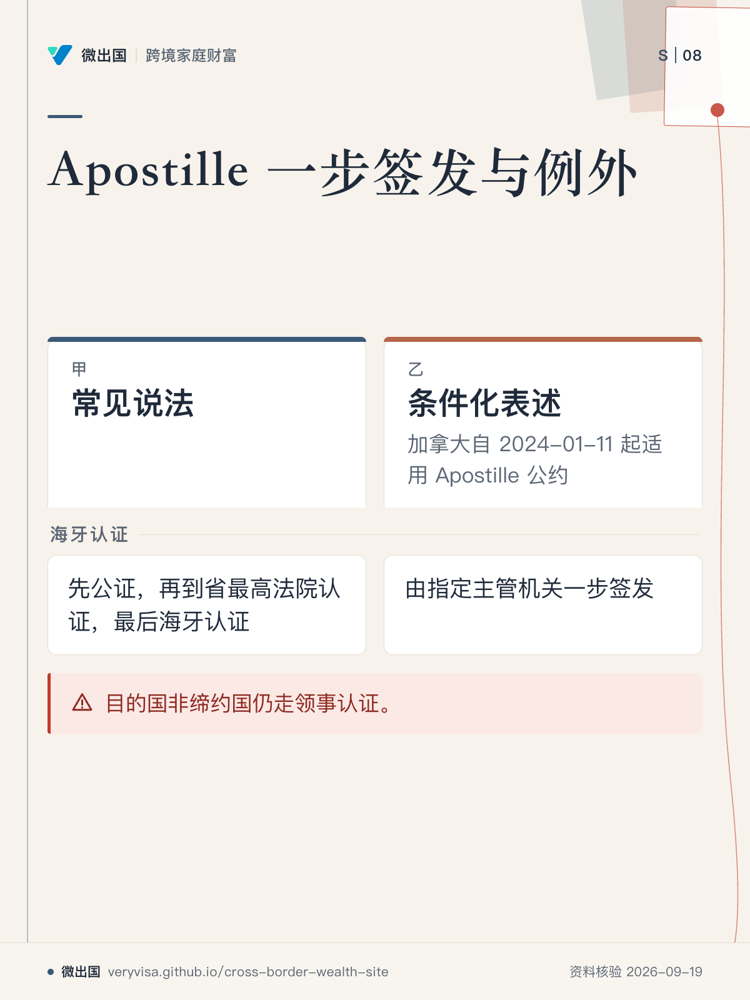 微出国 | 跨境家庭财富
S | 08
Apostille 一步签发与例外
甲
常见说法
乙
条件化表述
加拿大自 2024-01-11 起适
用 Apostille 公约
海牙认证
先公证，再到省最高法院认
证，最后海牙认证
由指定主管机关一步签发
目的国非缔约国仍走领事认证。
微出国 veryvisa.github.io/cross-border-wealth-site
资料核验 2026-09-19